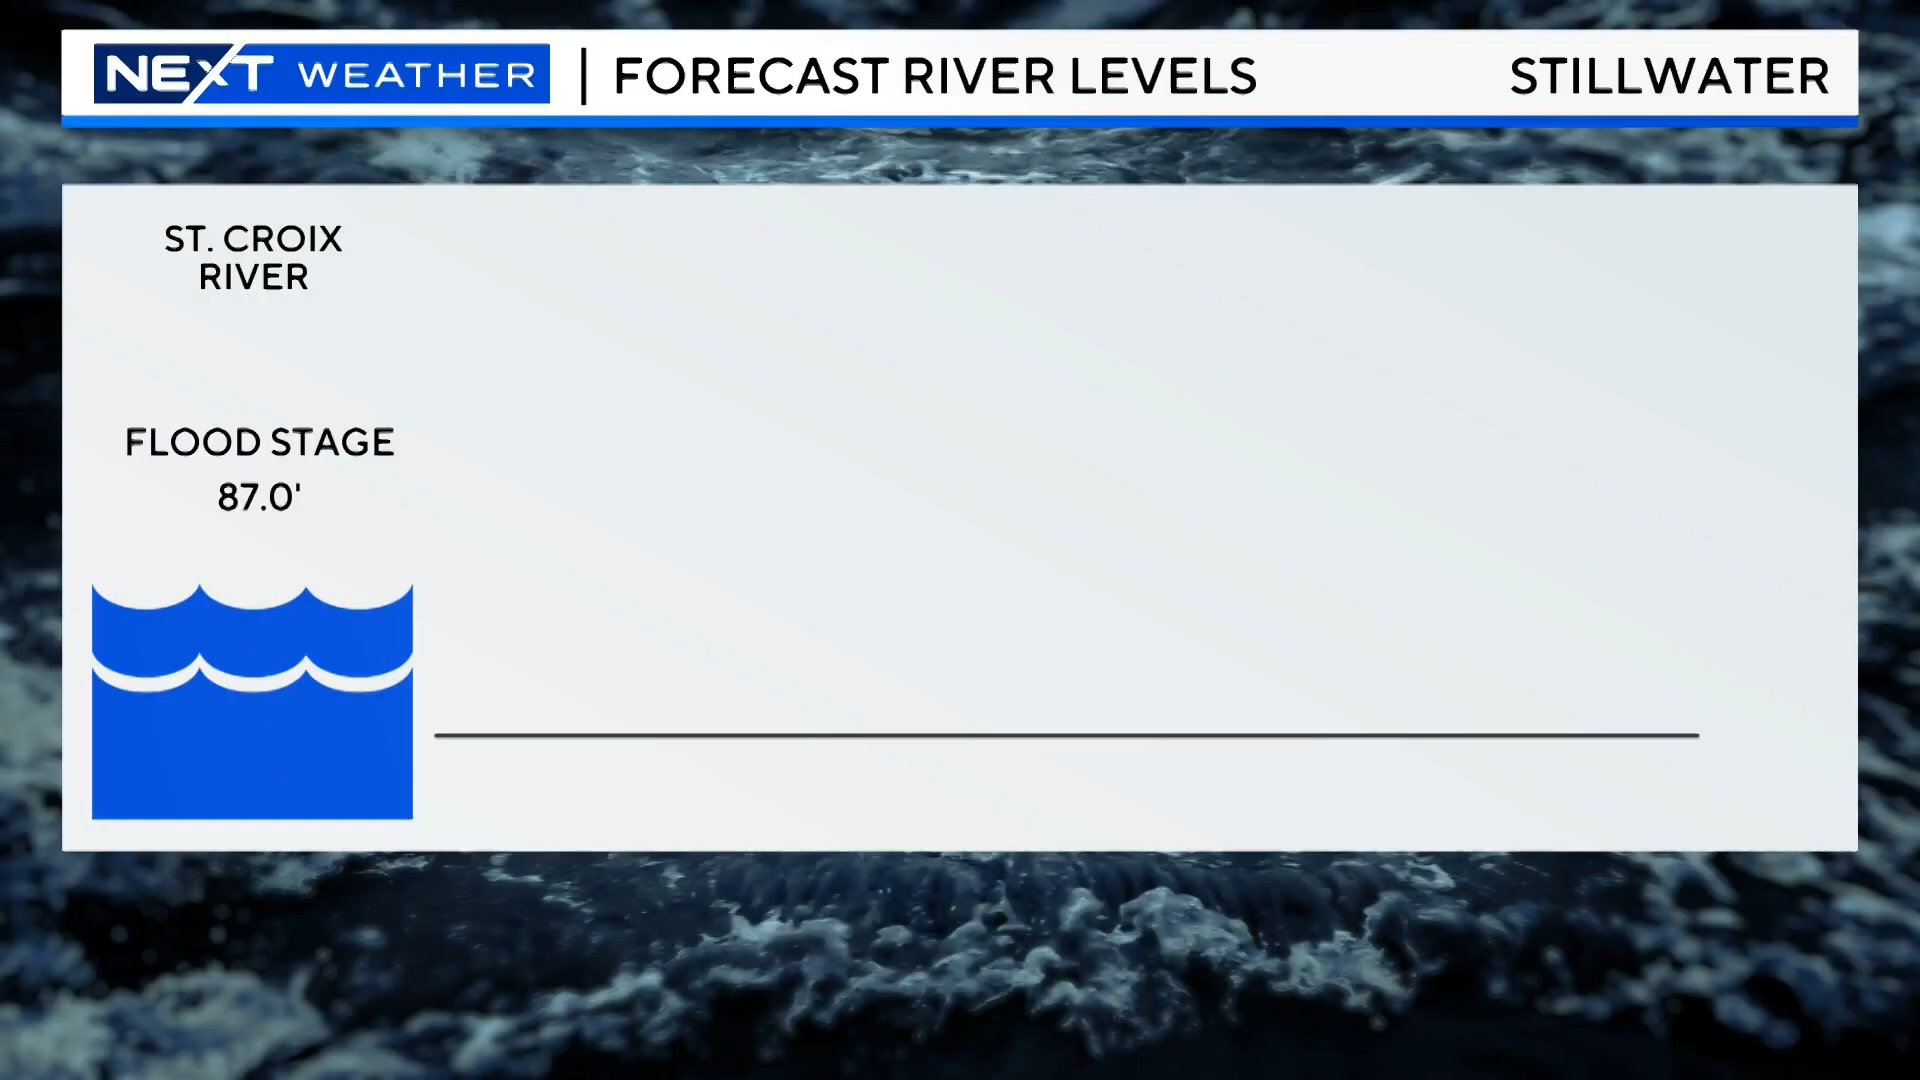 NEXT WEATHER | FORECAST RIVER LEVELS STILLWATER
ST. CROIX
RIVER
FLOOD STAGE
87.0'